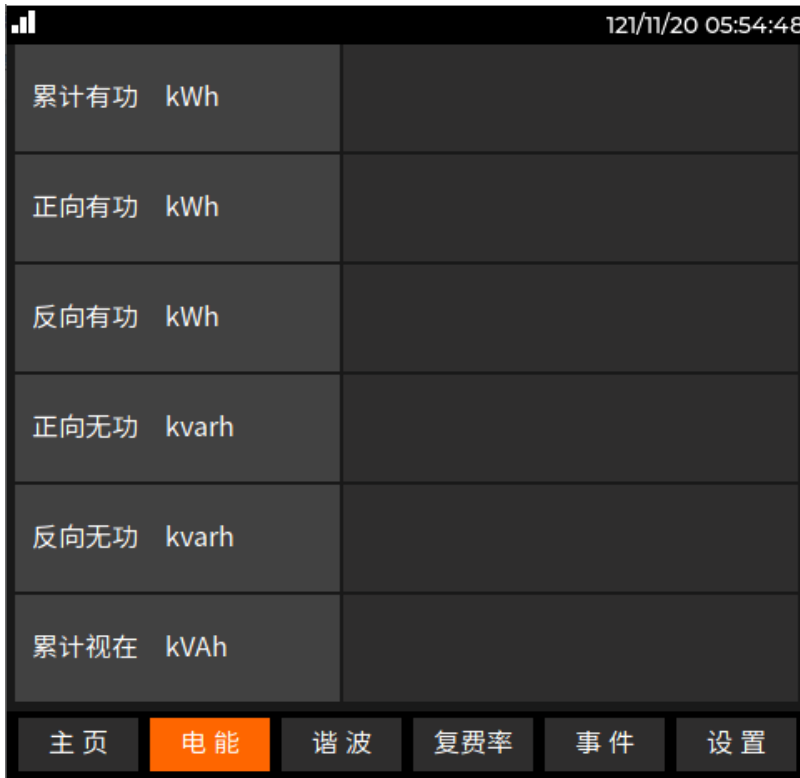 121/11/20 05:54:48
累计有功 kWh
正向有功 kWh
反向有功 kWh
正向无功 kvarh
反向无功 kvarh
累计视在 kVAh
主页 电能 谐波 复费率 事件 设置